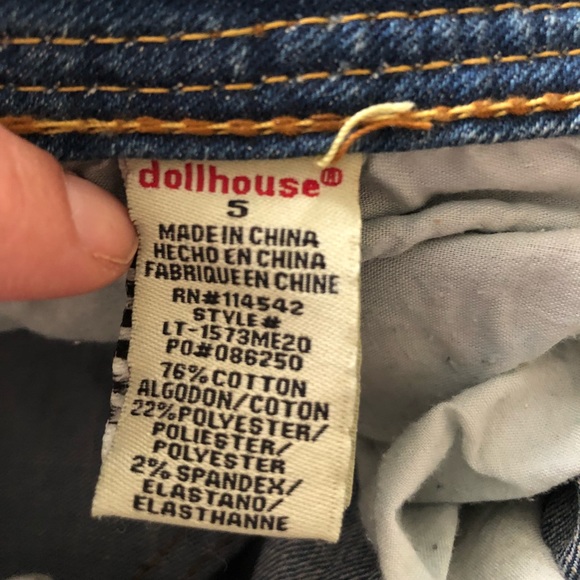 dollhouse®
5
MADE IN CHINA
HECHO EN CHINA
FABRIQUE EN CHINE
RN#114542
STYLE#
LT-1573ME20
PO#086250
76% COTTON
ALGODON/COTON
22% POLYESTER/
POLIESTER/
POLYESTER
2% SPANDEX/
ELASTANO/
ELASTHANNE